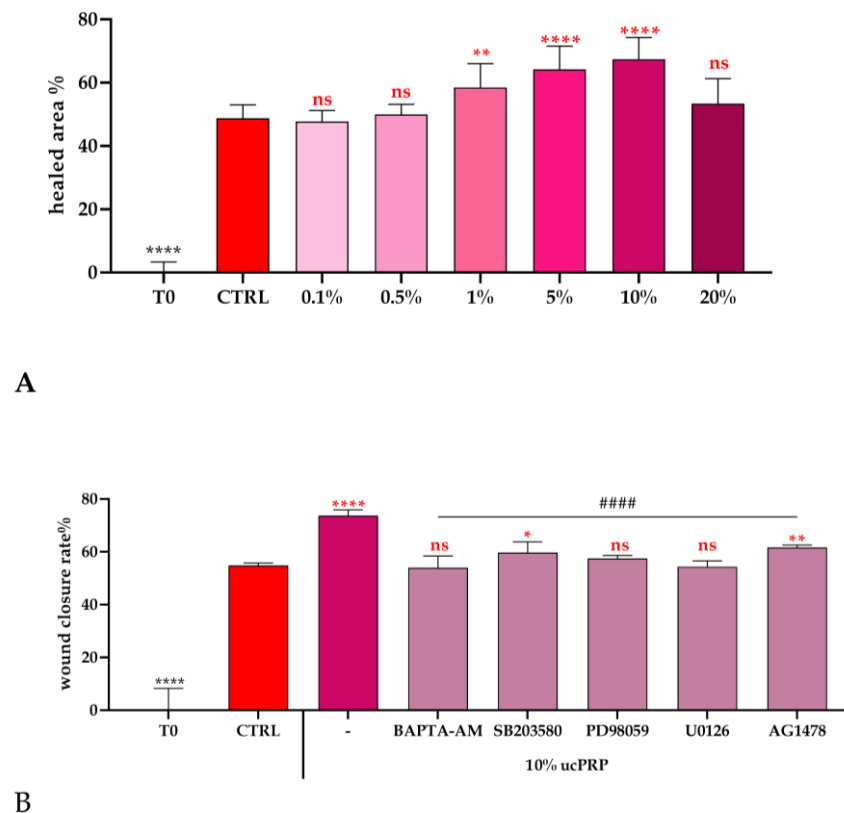 80
60
40
20
0
healed area %
**** ns ns ** **** **** ns
T0 CTRL 0.1% 0.5% 1% 5% 10% 20%
A
80
60
40
20
0
wound closure rate%
####
**** **** ns * ns ns **
T0 CTRL - BAPTA-AM SB203580 PD98059 U0126 AG1478
10% ucPRP
B